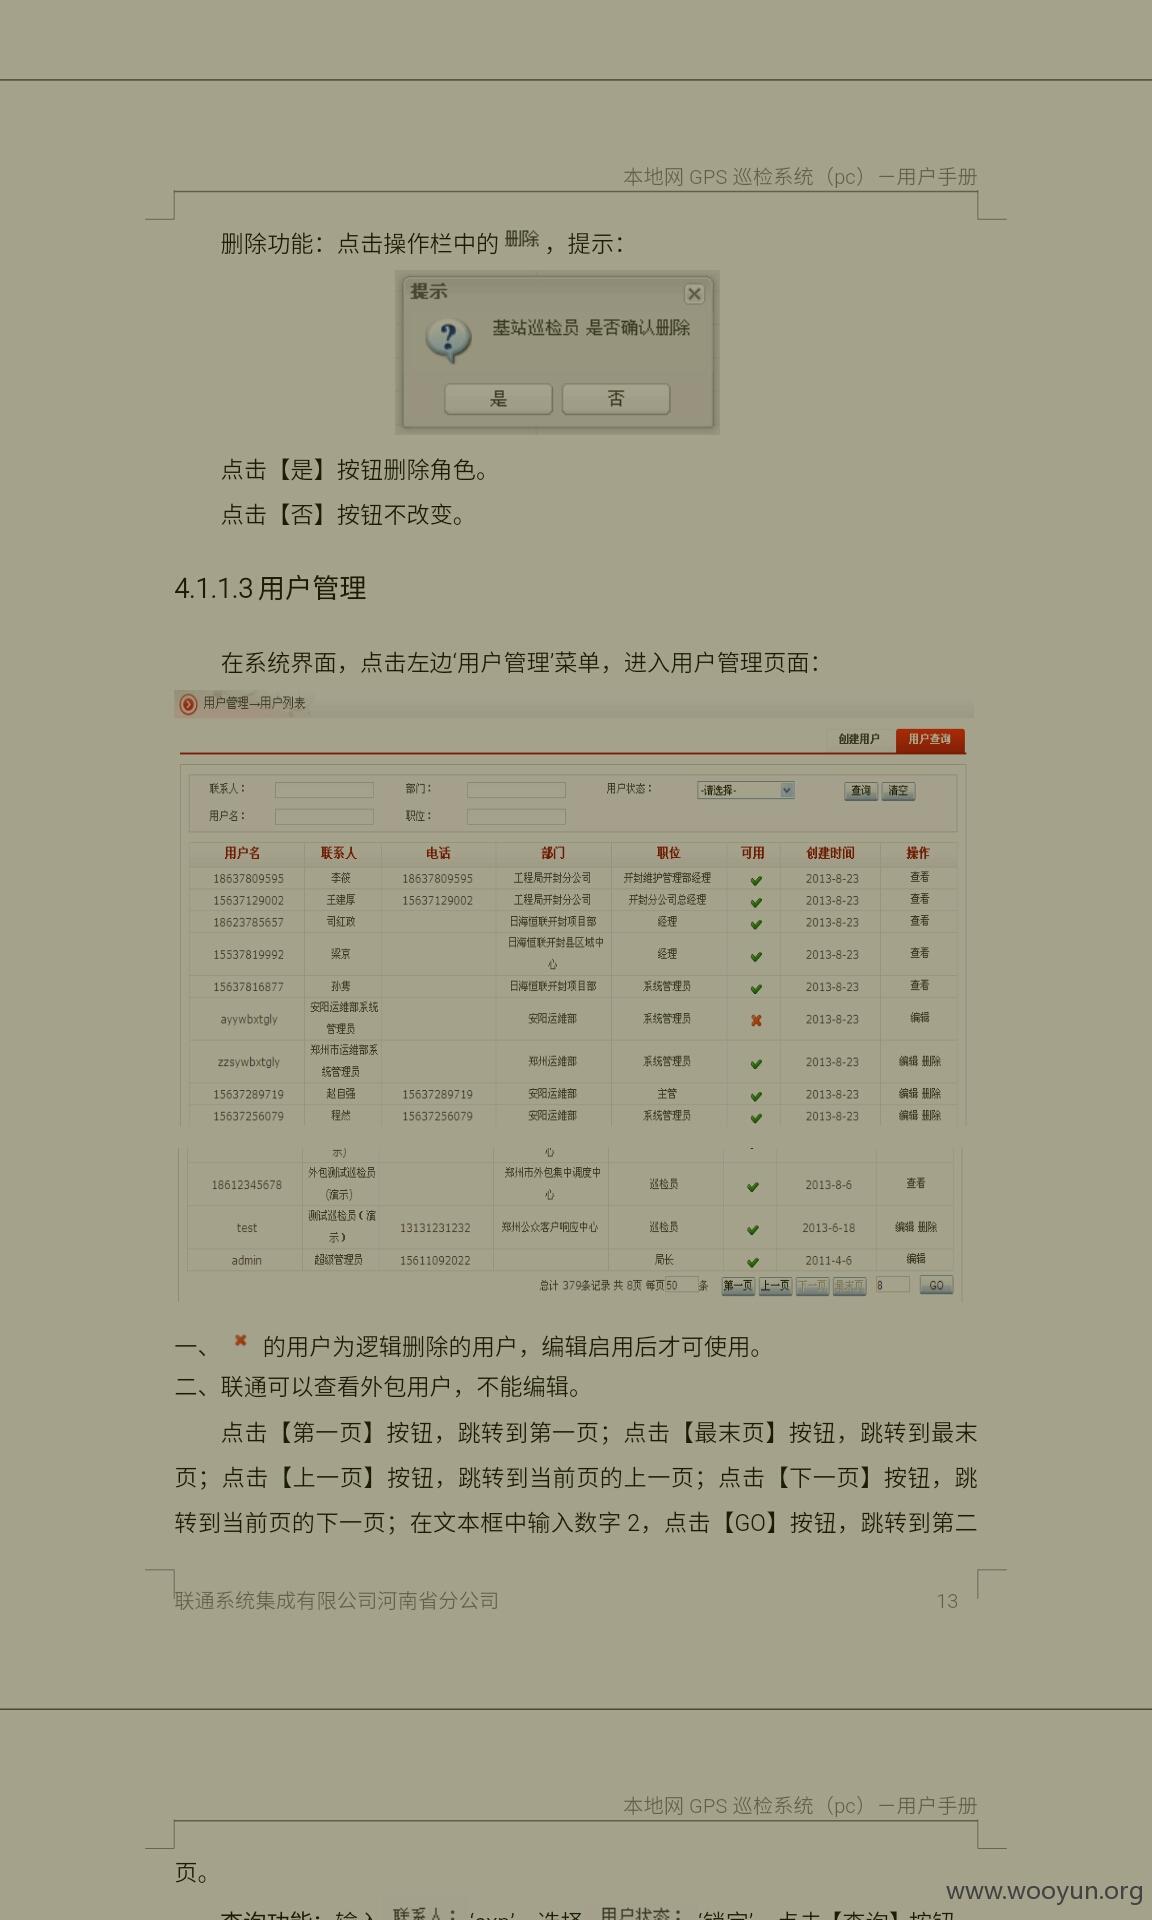 本地网 GPS 巡检系统（pc）－用户手册
删除功能：点击操作栏中的 删除 ，提示：
提示
基站巡检员 是否确认删除
是 否
点击【是】按钮删除角色。
点击【否】按钮不改变。
4.1.1.3 用户管理
在系统界面，点击左边‘用户管理’菜单，进入用户管理页面：
用户管理→用户列表
创建用户 用户查询
联系人： 部门： 用户状态： -请选择- 查询 清空
用户名： 职位：
用户名 联系人 电话 部门 职位 可用 创建时间 操作
18637809595 李筱 18637809595 工程局开封分公司 开封维护管理部经理 2013-8-23 查看
15637129002 王建厚 15637129002 工程局开封分公司 开封分公司总经理 2013-8-23 查看
18623785657 司红政 日海恒联开封项目部 经理 2013-8-23 查看
15537819992 梁京 日海恒联开封县区域中心 经理 2013-8-23 查看
15637816877 孙隽 日海恒联开封项目部 系统管理员 2013-8-23 查看
ayywbxtgly 安阳运维部系统管理员 安阳运维部 系统管理员 2013-8-23 编辑
zzsywbxtgly 郑州市运维部系统管理员 郑州运维部 系统管理员 2013-8-23 编辑 删除
15637289719 赵自强 15637289719 安阳运维部 主管 2013-8-23 编辑 删除
15637256079 程然 15637256079 安阳运维部 系统管理员 2013-8-23 编辑 删除
示） 心
18612345678 外包测试巡检员（演示） 郑州市外包集中调度中心 巡检员 2013-8-6 查看
test 测试巡检员(演示) 13131231232 郑州公众客户响应中心 巡检员 2013-6-18 编辑 删除
admin 超级管理员 15611092022 局长 2011-4-6 编辑
总计 379条记录 共 8页 每页50条 第一页 上一页 下一页 最末页 8 GO
一、 的用户为逻辑删除的用户，编辑启用后才可使用。
二、联通可以查看外包用户，不能编辑。
点击【第一页】按钮，跳转到第一页；点击【最末页】按钮，跳转到最末
页；点击【上一页】按钮，跳转到当前页的上一页；点击【下一页】按钮，跳
转到当前页的下一页；在文本框中输入数字 2，点击【GO】按钮，跳转到第二
联通系统集成有限公司河南省分公司 13
本地网 GPS 巡检系统（pc）－用户手册
页。
www.wooyun.org
查询功能：输入 联系人： 选择 用户状态： ‘锁定’，点击【查询】按钮，